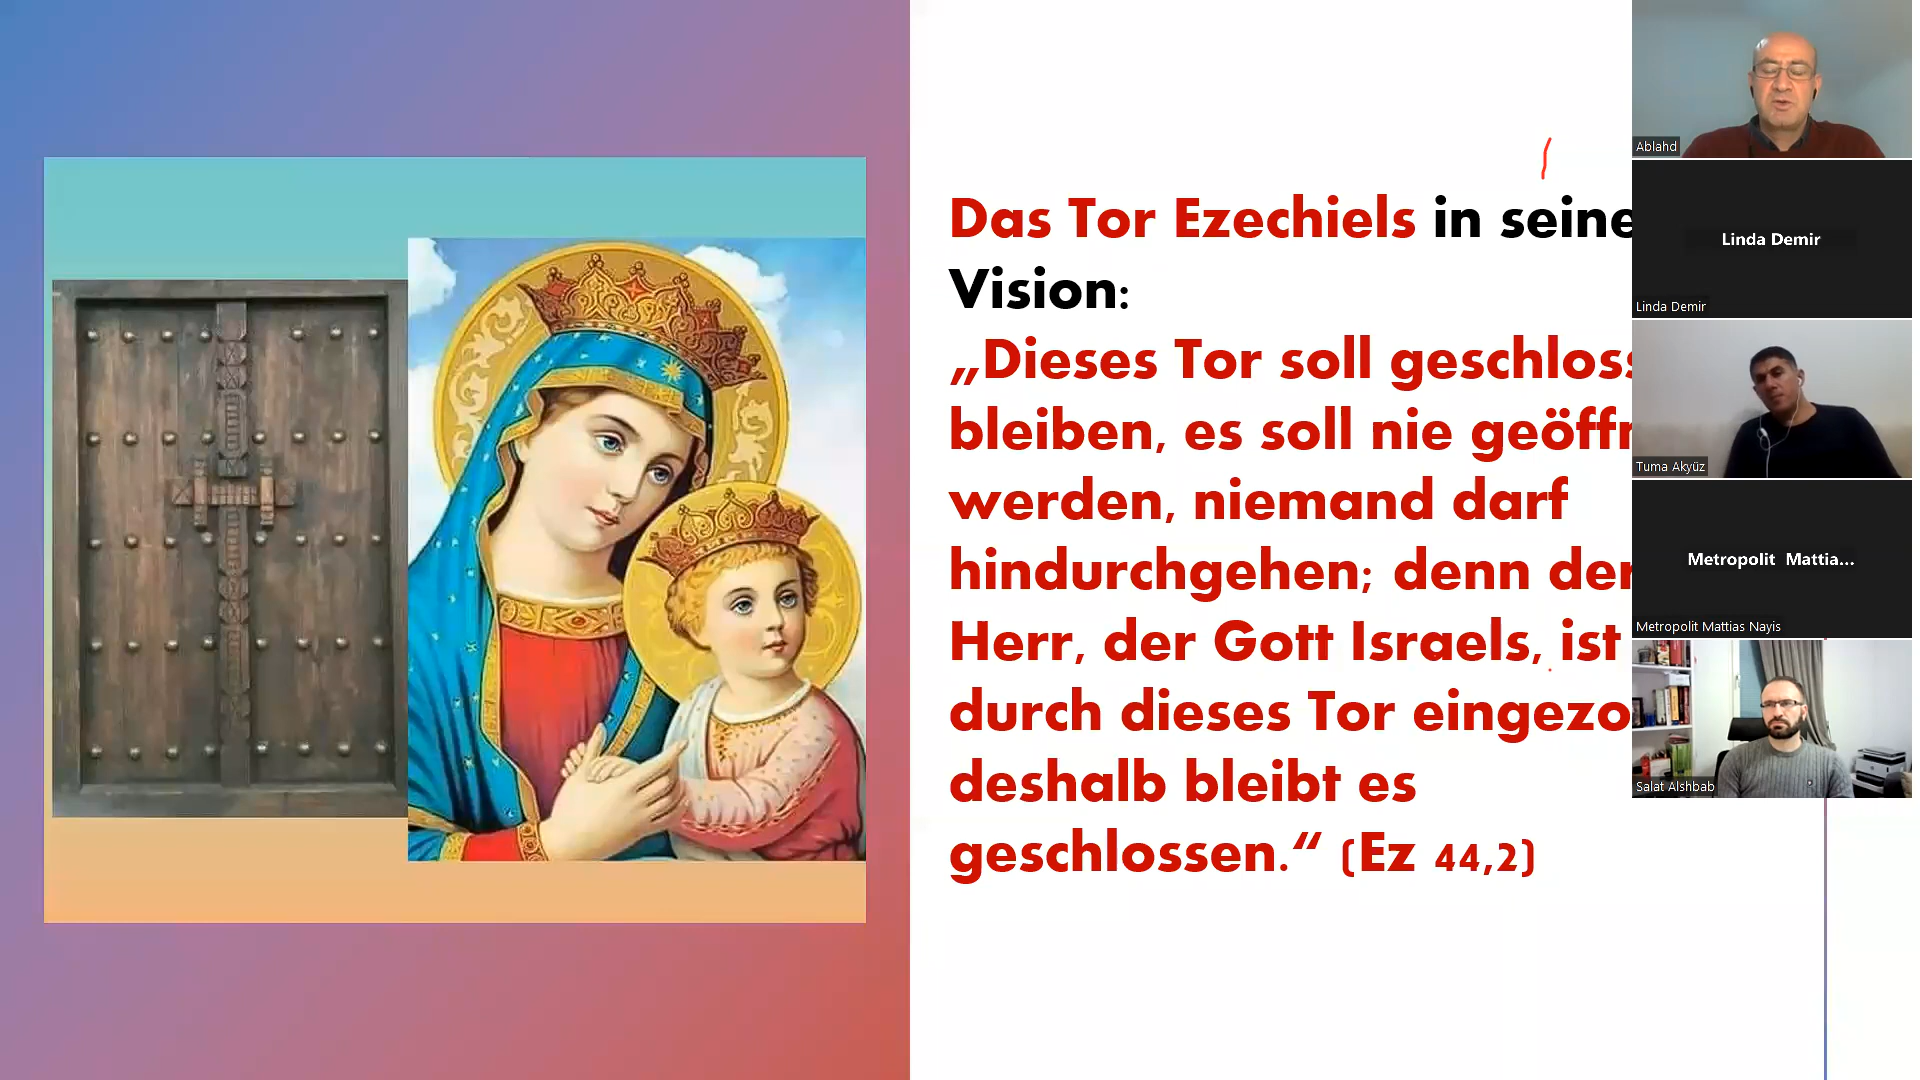 Das Tor Ezechiels in seine
Vision:
„Dieses Tor soll geschloss
bleiben, es soll nie geöff
werden, niemand darf
hindurchgehen; denn der
Herr, der Gott Israels, ist
durch dieses Tor eingezo
deshalb bleibt es
geschlossen.“ (Ez 44,2)
Ablahd
Linda Demir
Linda Demir
Tuma Akyüz
Metropolit Mattia...
Metropolit Mattias Nayis
Salat Alshbab